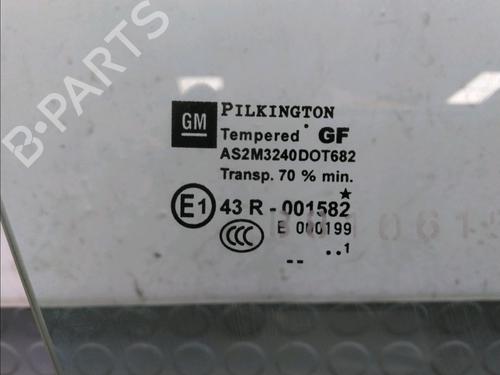 B-PARTS
GM
PILKINGTON
Tempered GF
AS2M3240DOT682
Transp. 70 % min.
E1 43 R - 001582
CCC E 000199
-- ..1